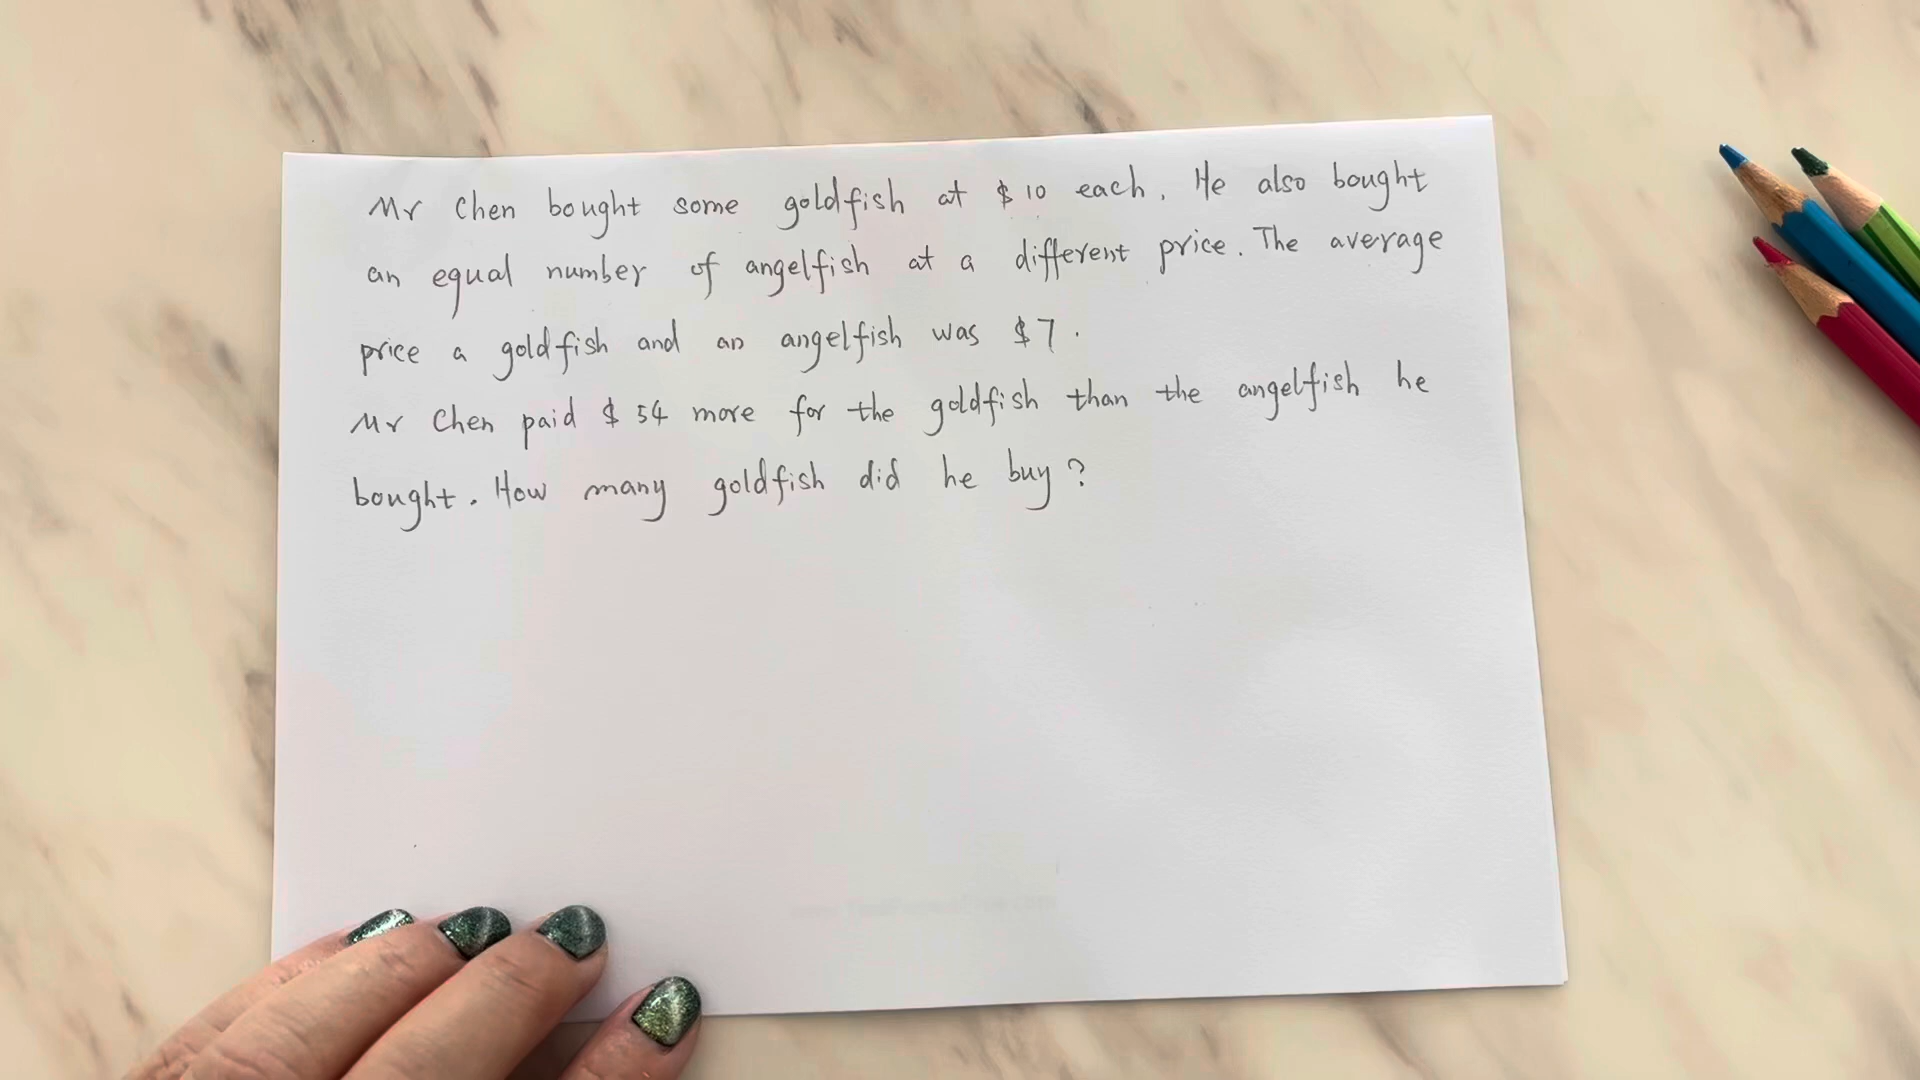 Mr Chen bought some goldfish at $10 each. He also bought
an equal number of angelfish at a different price. The average
price a goldfish and an angelfish was $7.
Mr Chen paid $54 more for the goldfish than the angelfish he
bought. How many goldfish did he buy?